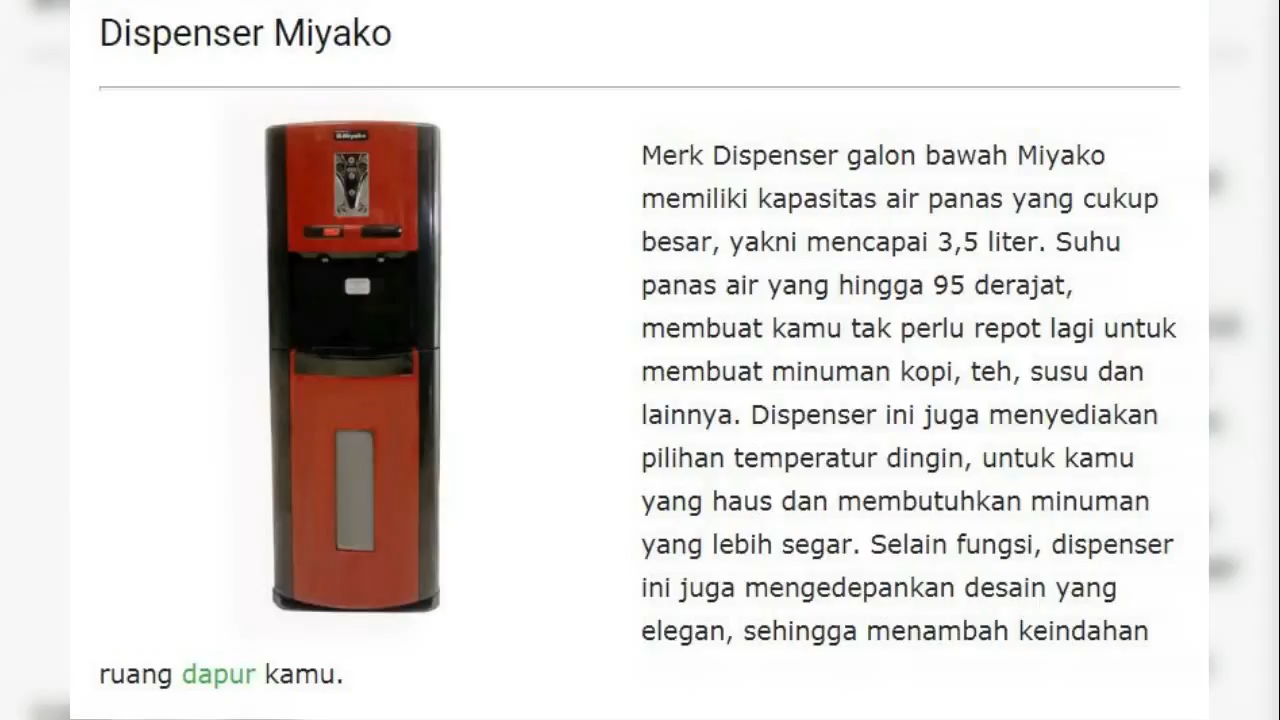 Dispenser Miyako
Miyako
Merk Dispenser galon bawah Miyako
memiliki kapasitas air panas yang cukup
besar, yakni mencapai 3,5 liter. Suhu
panas air yang hingga 95 derajat,
membuat kamu tak perlu repot lagi untuk
membuat minuman kopi, teh, susu dan
lainnya. Dispenser ini juga menyediakan
pilihan temperatur dingin, untuk kamu
yang haus dan membutuhkan minuman
yang lebih segar. Selain fungsi, dispenser
ini juga mengedepankan desain yang
elegan, sehingga menambah keindahan
ruang dapur kamu.